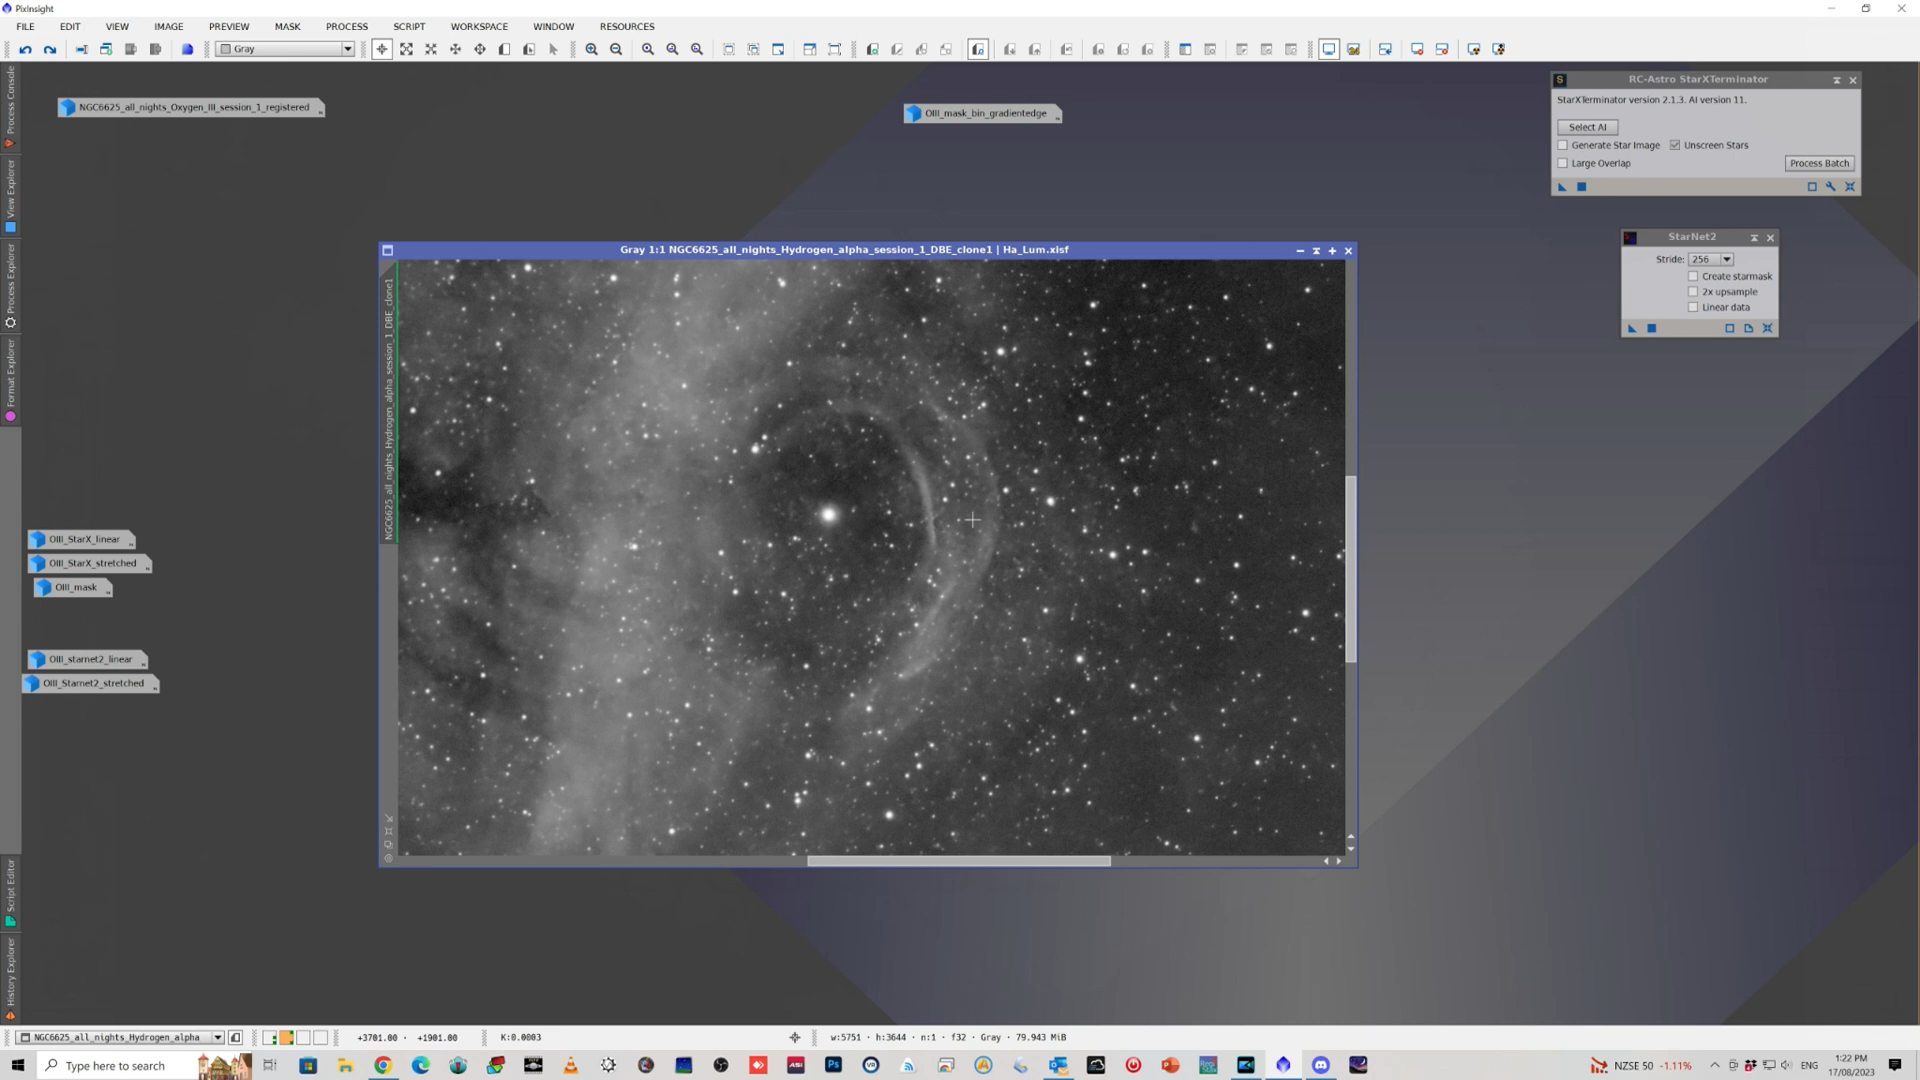 PixInsight
FILE EDIT VIEW IMAGE PREVIEW MASK PROCESS SCRIPT WORKSPACE WINDOW RESOURCES
Gray
Process Console
View Explorer
Process Explorer
Format Explorer
Script Editor
History Explorer
NGC6625_all_nights_Oxygen_III_session_1_registered
OIII_mask_bin_gradientedge
RC-Astro StarXTerminator
StarXTerminator version 2.1.3. AI version 11.
Select AI
Generate Star Image Unscreen Stars
Large Overlap Process Batch
StarNet2
Stride: 256
Create starmask
2x upsample
Linear data
Gray 1:1 NGC6625_all_nights_Hydrogen_alpha_session_1_DBE_clone1 | Ha_Lum.xisf
NGC6625_all_nights_Hydrogen_alpha_session_1_DBE_clone1
OIII_StarX_linear
OIII_StarX_stretched
OIII_mask
OIII_starnet2_linear
OIII_Starnet2_stretched
NGC6625_all_nights_Hydrogen_alpha +3701.00 · +1901.00 K:0.0003 w:5751 · h:3644 · n:1 · f32 · Gray · 79.943 MiB
Type here to search
ASI
Ps
NZSE 50 -1.11%
ENG
1:22 PM
17/08/2023